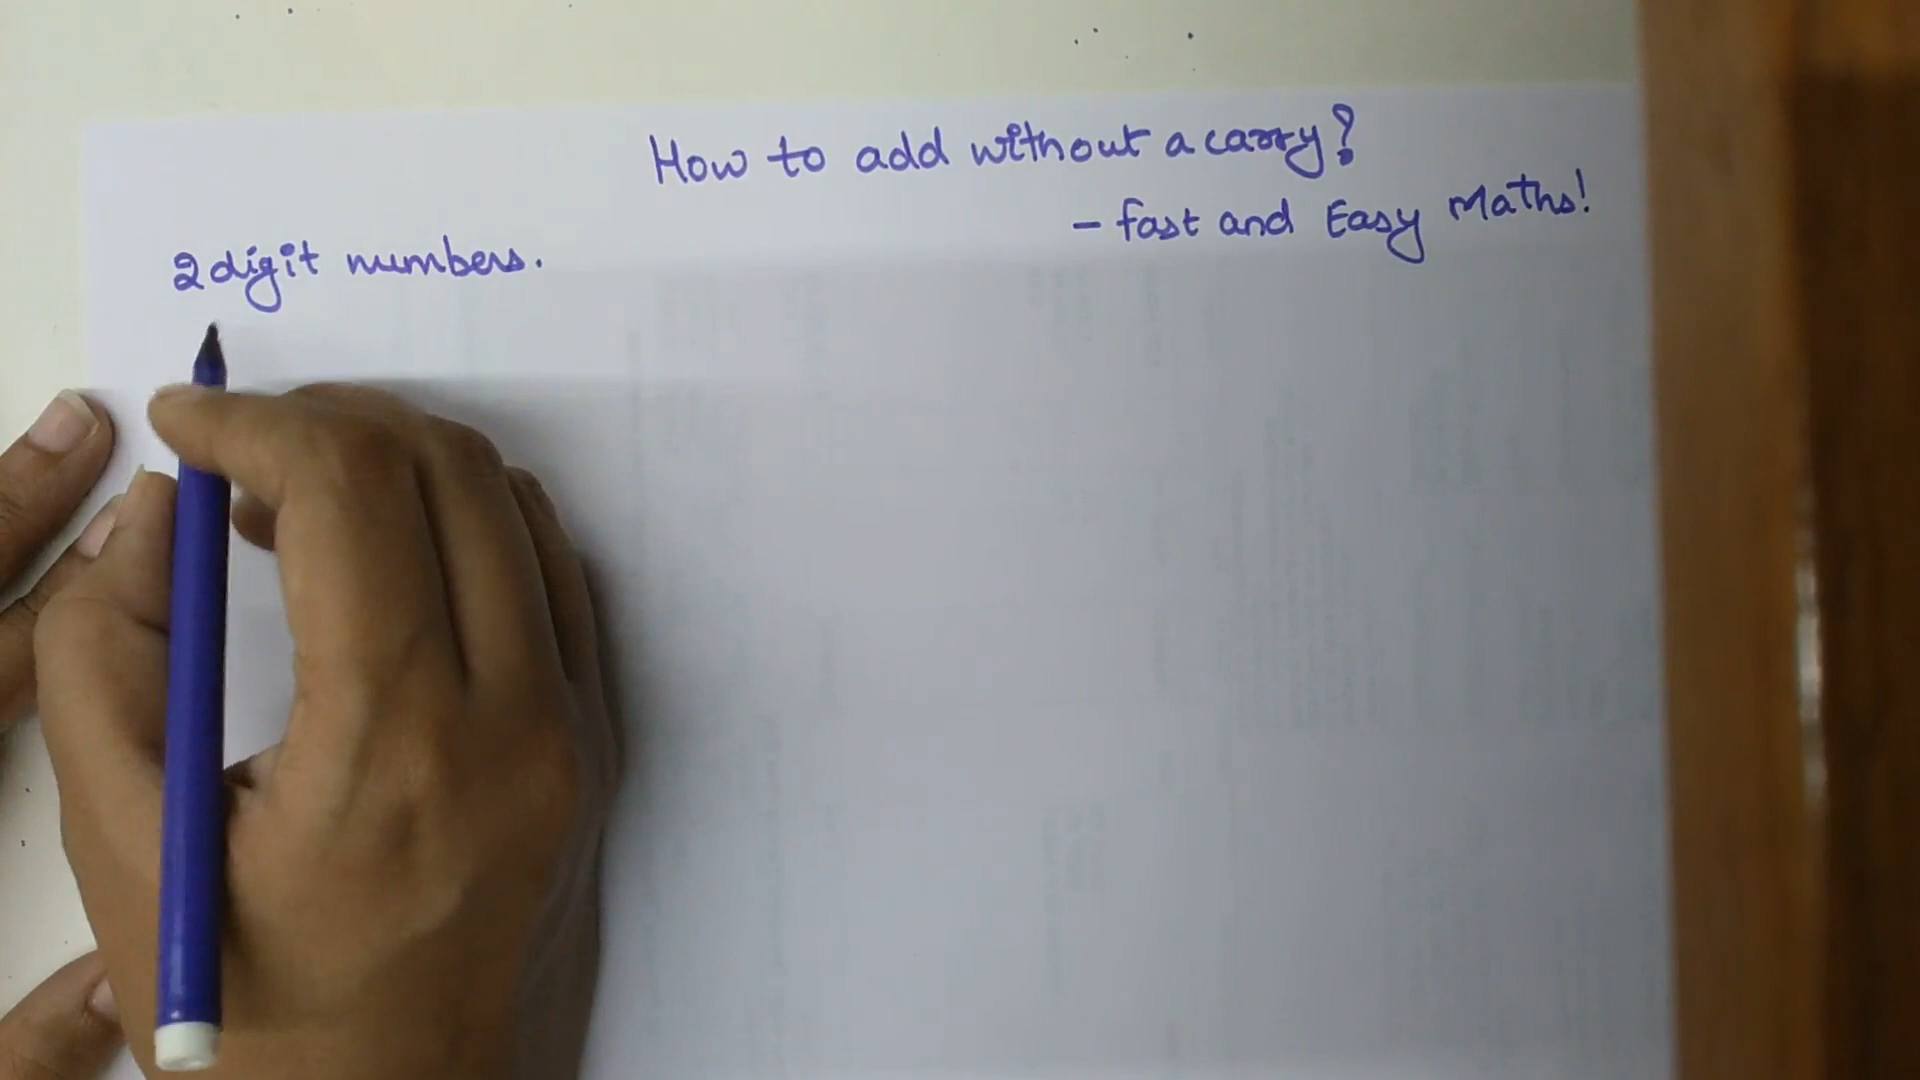 How to add without a carry?
- fast and Easy Maths!
2 digit numbers.